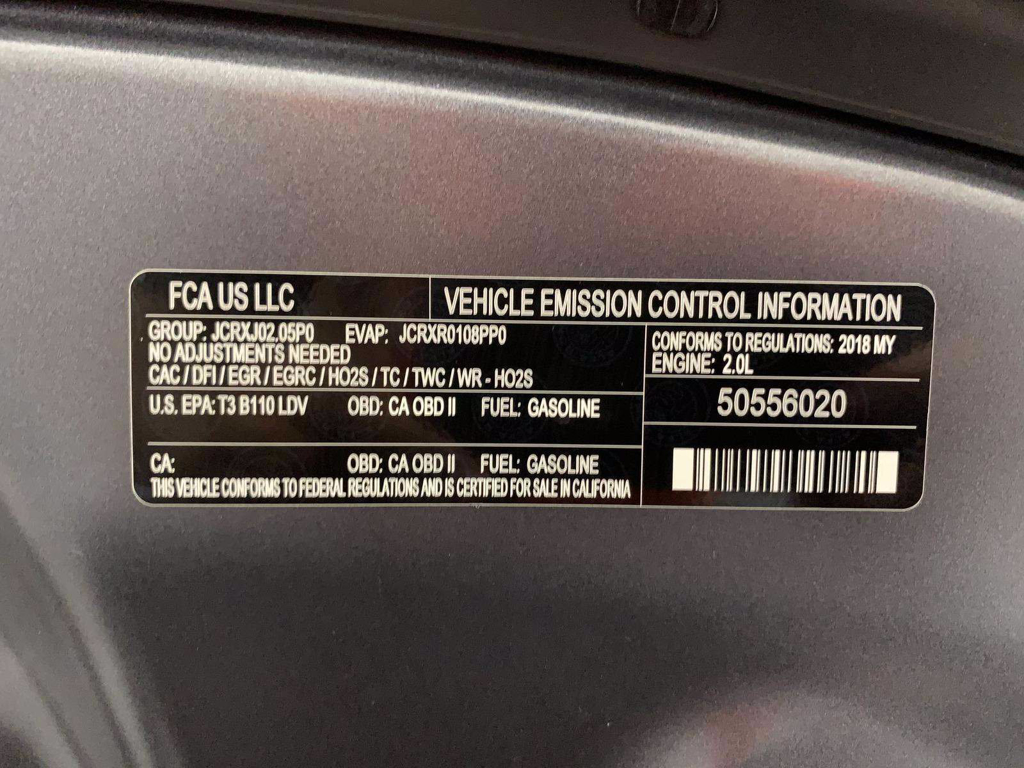 FCA US LLC
VEHICLE EMISSION CONTROL INFORMATION
GROUP: JCRXJ02.05P0 EVAP: JCRXR0108PP0
NO ADJUSTMENTS NEEDED
CAC / DFI / EGR / EGRC / HO2S / TC / TWC / WR - HO2S
U.S. EPA: T3 B110 LDV OBD: CA OBD II FUEL: GASOLINE
CA: OBD: CA OBD II FUEL: GASOLINE
THIS VEHICLE CONFORMS TO FEDERAL REGULATIONS AND IS CERTIFIED FOR SALE IN CALIFORNIA
CONFORMS TO REGULATIONS: 2018 MY
ENGINE: 2.0L
50556020